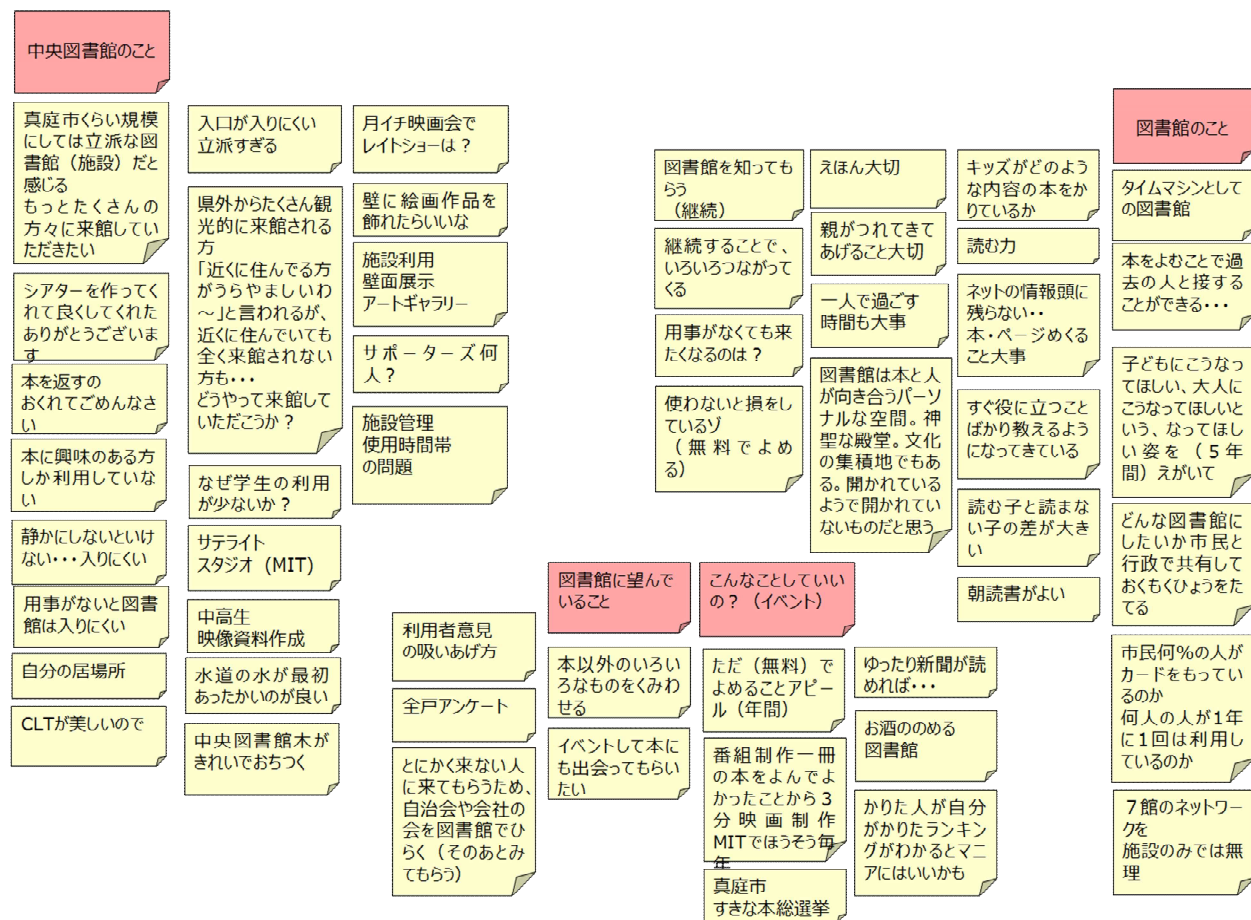 中央図書館のこと
真庭市くらい規模
にしては立派な図
書館（施設）だと
感じる
もっとたくさんの
方々に来館してい
ただきたい
シアターを作ってく
れて良くしてくれた
ありがとうございま
す
本を返すの
おくれてごめんなさ
い
本に興味のある方
しか利用していな
い
静かにしないといけ
ない・・・入りにくい
用事がないと図書
館は入りにくい
自分の居場所
CLTが美しいので
入口が入りにくい
立派すぎる
県外からたくさん観
光的に来館される
方
「近くに住んでる方
がうらやましいわ
～」と言われるが、
近くに住んでいても
全く来館されない
方も・・・
どうやって来館して
いただこうか？
なぜ学生の利用
が少ないか？
サテライト
スタジオ（MIT）
中高生
映像資料作成
水道の水が最初
あったかいのが良い
中央図書館木が
きれいでおちつく
月イチ映画会で
レイトショーは？
壁に絵画作品を
飾れたらいいな
施設利用
壁面展示
アートギャラリー
サポーターズ何
人？
施設管理
使用時間帯
の問題
利用者意見
の吸いあげ方
全戸アンケート
とにかく来ない人
に来てもらうため、
自治会や会社の
会を図書館でひ
らく（そのあとみ
てもらう）
図書館に望んで
いること
本以外のいろい
ろなものをくみわ
せる
イベントして本に
も出会ってもらい
たい
こんなことしていい
の？（イベント）
ただ（無料）で
よめることアピ
ール（年間）
番組制作一冊
の本をよんでよ
かったことから３
分映画制作
MITでほうそう毎
年
真庭市
すきな本総選挙
ゆったり新聞が読
めれば・・・
お酒ののめる
図書館
かりた人が自分
がかりたランキン
グがわかるとマニ
アにはいいかも
図書館を知っても
らう
（継続）
継続することで、
いろいろつながって
くる
用事がなくても来
たくなるのは？
使わないと損をし
ているゾ
（無料でよめ
る）
えほん大切
親がつれてきて
あげること大切
一人で過ごす
時間も大事
図書館は本と人
が向き合うパーソ
ナルな空間。神
聖な殿堂。文化
の集積地でもあ
る。開かれている
ようで開かれてい
ないものだと思う
キッズがどのよう
な内容の本をか
りているか
読む力
ネットの情報頭に
残らない・・
本・ページめくる
こと大事
すぐ役に立つこと
ばかり教えるよう
になってきている
読む子と読まな
い子の差が大き
い
朝読書がよい
図書館のこと
タイムマシンとして
の図書館
本をよむことで過
去の人と接する
ことができる・・・
子どもにこうなっ
てほしい、大人に
こうなってほしいと
いう、なってほし
い姿を（５年
間）えがいて
どんな図書館に
したいか市民と
行政で共有して
おくもくひょうをた
てる
市民何％の人が
カードをもってい
るのか
何人の人が1年
に1回は利用し
ているのか
７館のネットワー
クを
施設のみでは無
理